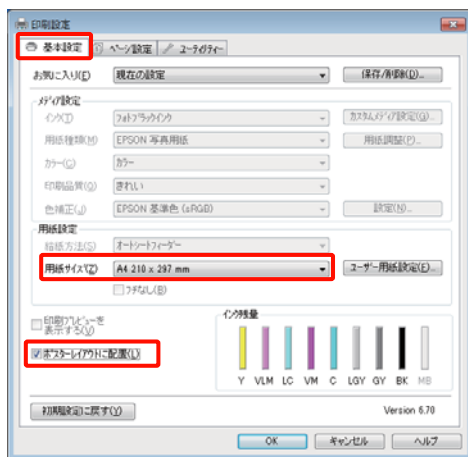 印刷設定
基本設定 ページ設定 ユーティリティー
お気に入り(E) 現在の設定 保存/削除(D)...
メディア設定
インク(T) フォトブラックインク カスタムメディア設定(G)...
用紙種類(M) EPSON 写真用紙 用紙調整(P)...
カラー(C) カラー
印刷品質(Q) きれい
色補正(J) EPSON 基準色 (sRGB) 設定(N)...
用紙設定
給紙方法(S) オートシートフィーダー
用紙サイズ(Z) A4 210 x 297 mm ユーザー用紙設定(E)...
フチなし(B)
印刷プレビューを
表示する(V)
ポスターレイアウトに配置(L)
インク残量
Y VLM LC VM C LGY GY BK MB
初期設定に戻す(Y) Version 6.70
OK キャンセル ヘルプ